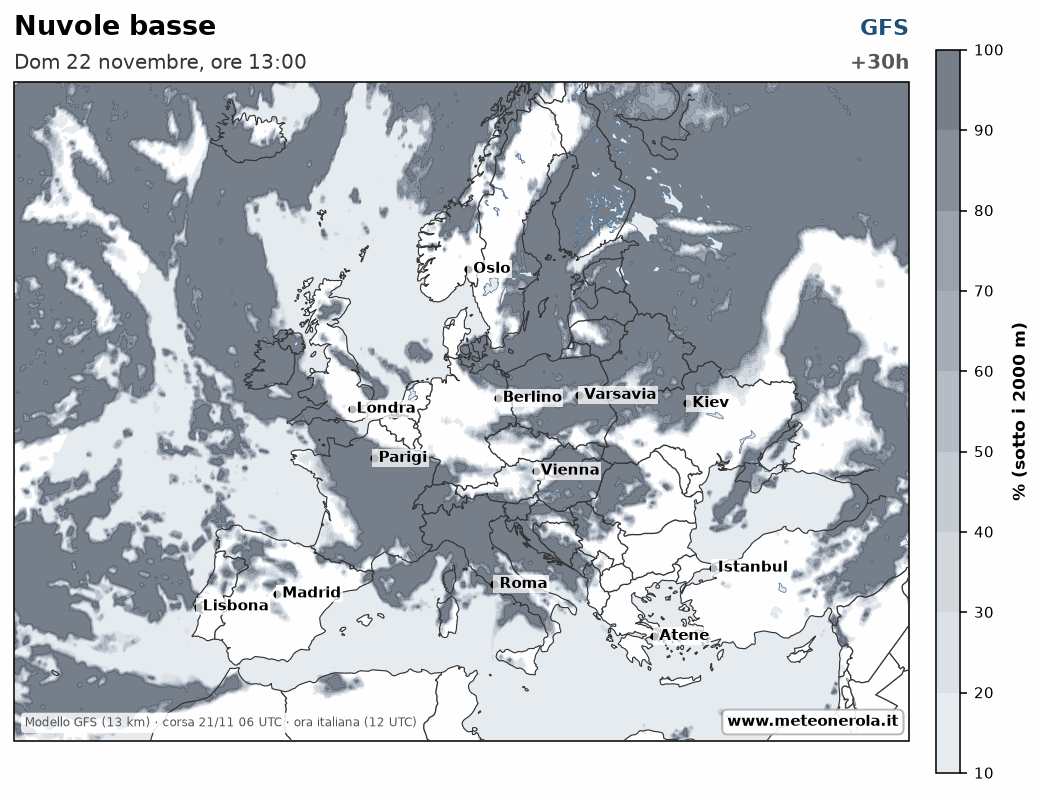 Nuvole basse
GFS
Dom 22 novembre, ore 13:00
+30h
100
90
80
70
60
50
40
30
20
10
% (sotto i 2000 m)
Oslo
Berlino
Varsavia
Kiev
Londra
Parigi
Vienna
Istanbul
Roma
Madrid
Lisbona
Atene
Modello GFS (13 km) · corsa 21/11 06 UTC · ora italiana (12 UTC)
www.meteonerola.it